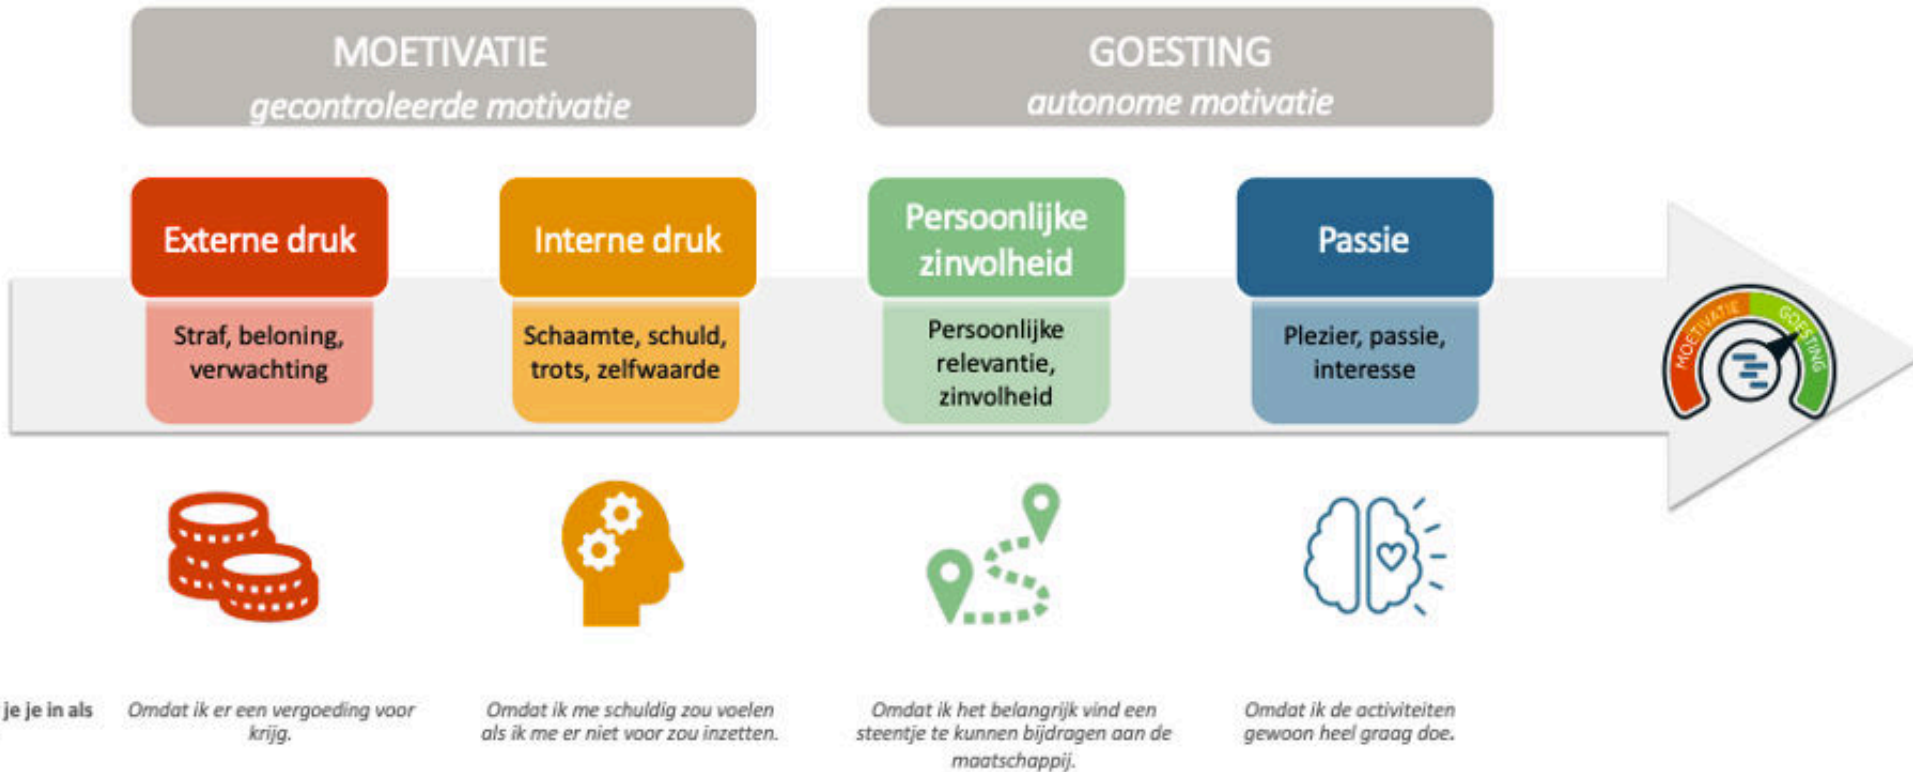 MOETIVATIE
gecontroleerde motivatie
GOESTING
autonome motivatie
Externe druk
Straf, beloning,
verwachting
Interne druk
Schaamte, schuld,
trots, zelfwaarde
Persoonlijke
zinvolheid
Persoonlijke
relevantie,
zinvolheid
Passie
Plezier, passie,
interesse
MOETIVATIE
GOESTING
je je in als
Omdat ik er een vergoeding voor
krijg.
Omdat ik me schuldig zou voelen
als ik me er niet voor zou inzetten.
Omdat ik het belangrijk vind een
steentje te kunnen bijdragen aan de
maatschappij.
Omdat ik de activiteiten
gewoon heel graag doe.